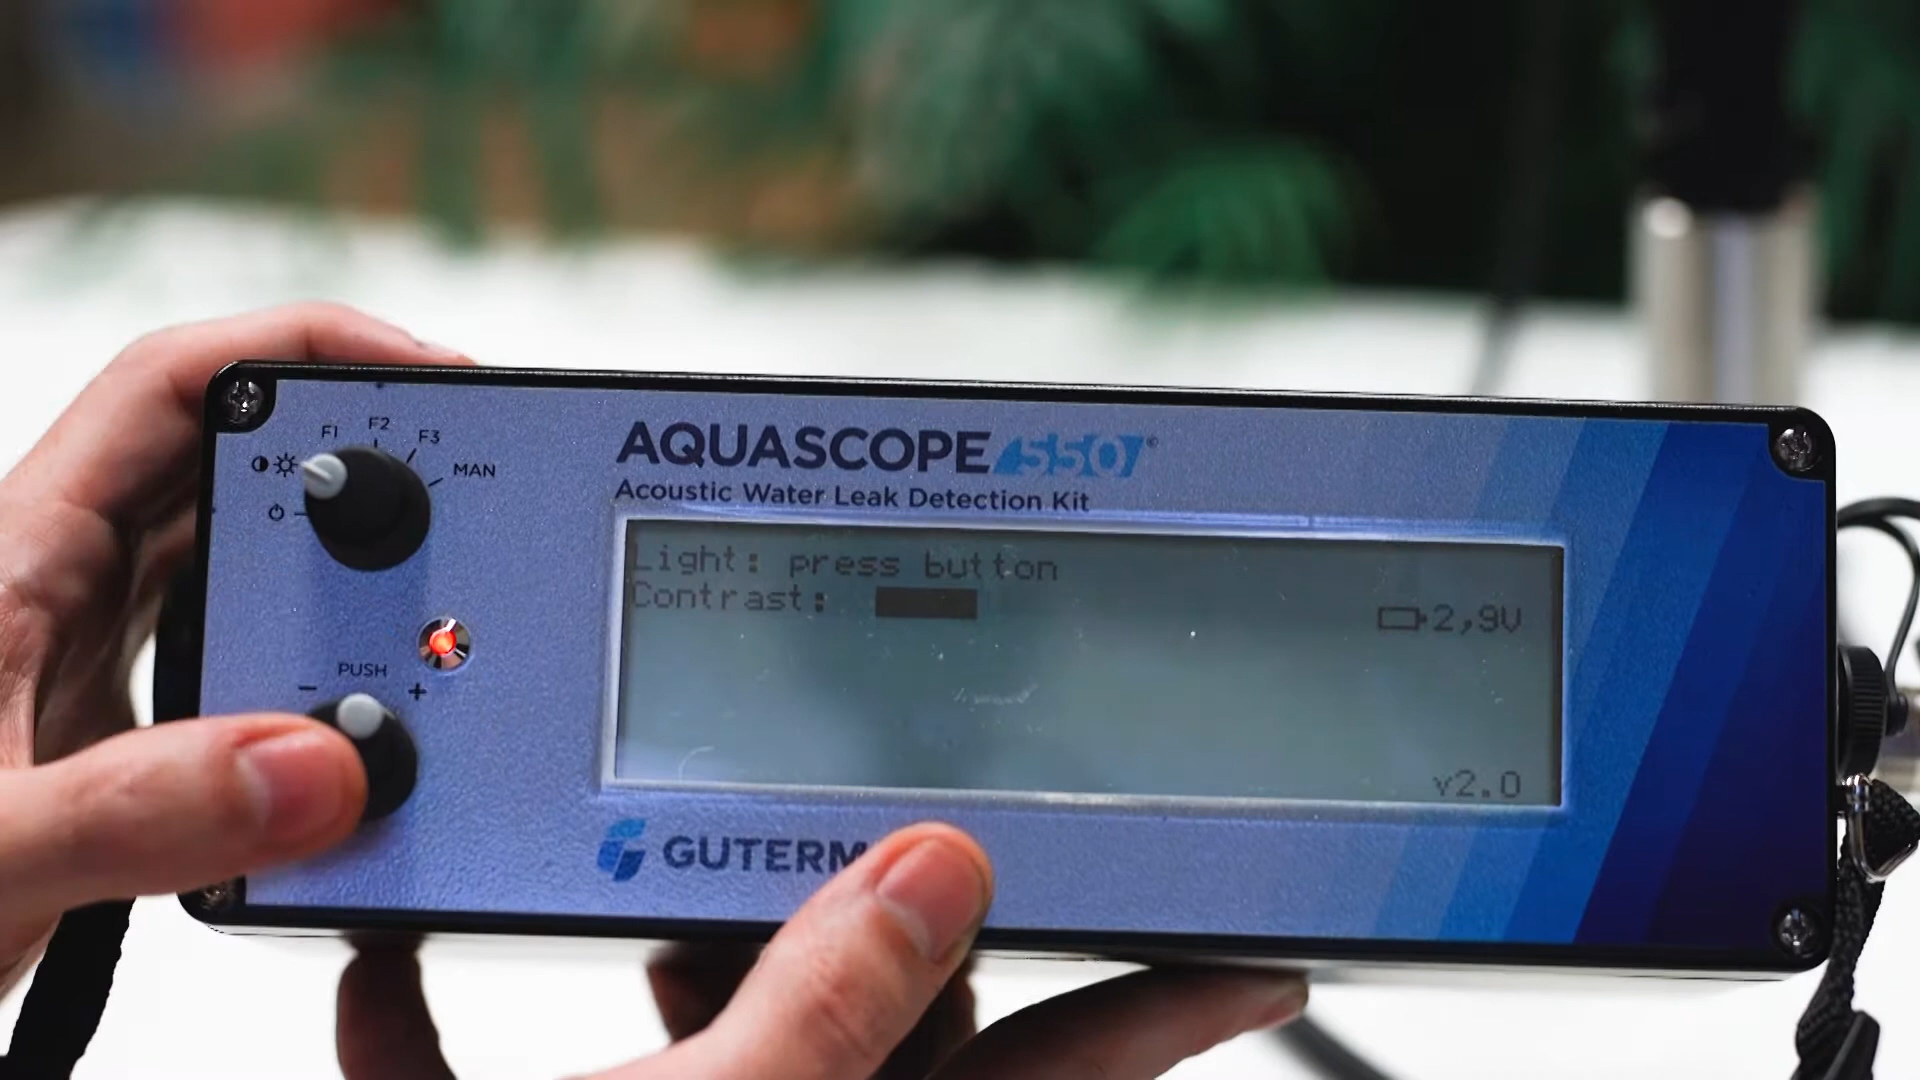 F1 F2 F3
MAN
AQUASCOPE 550
Acoustic Water Leak Detection Kit
Light: press button
Contrast:
2,9V
PUSH
- +
v2.0
GUTERM